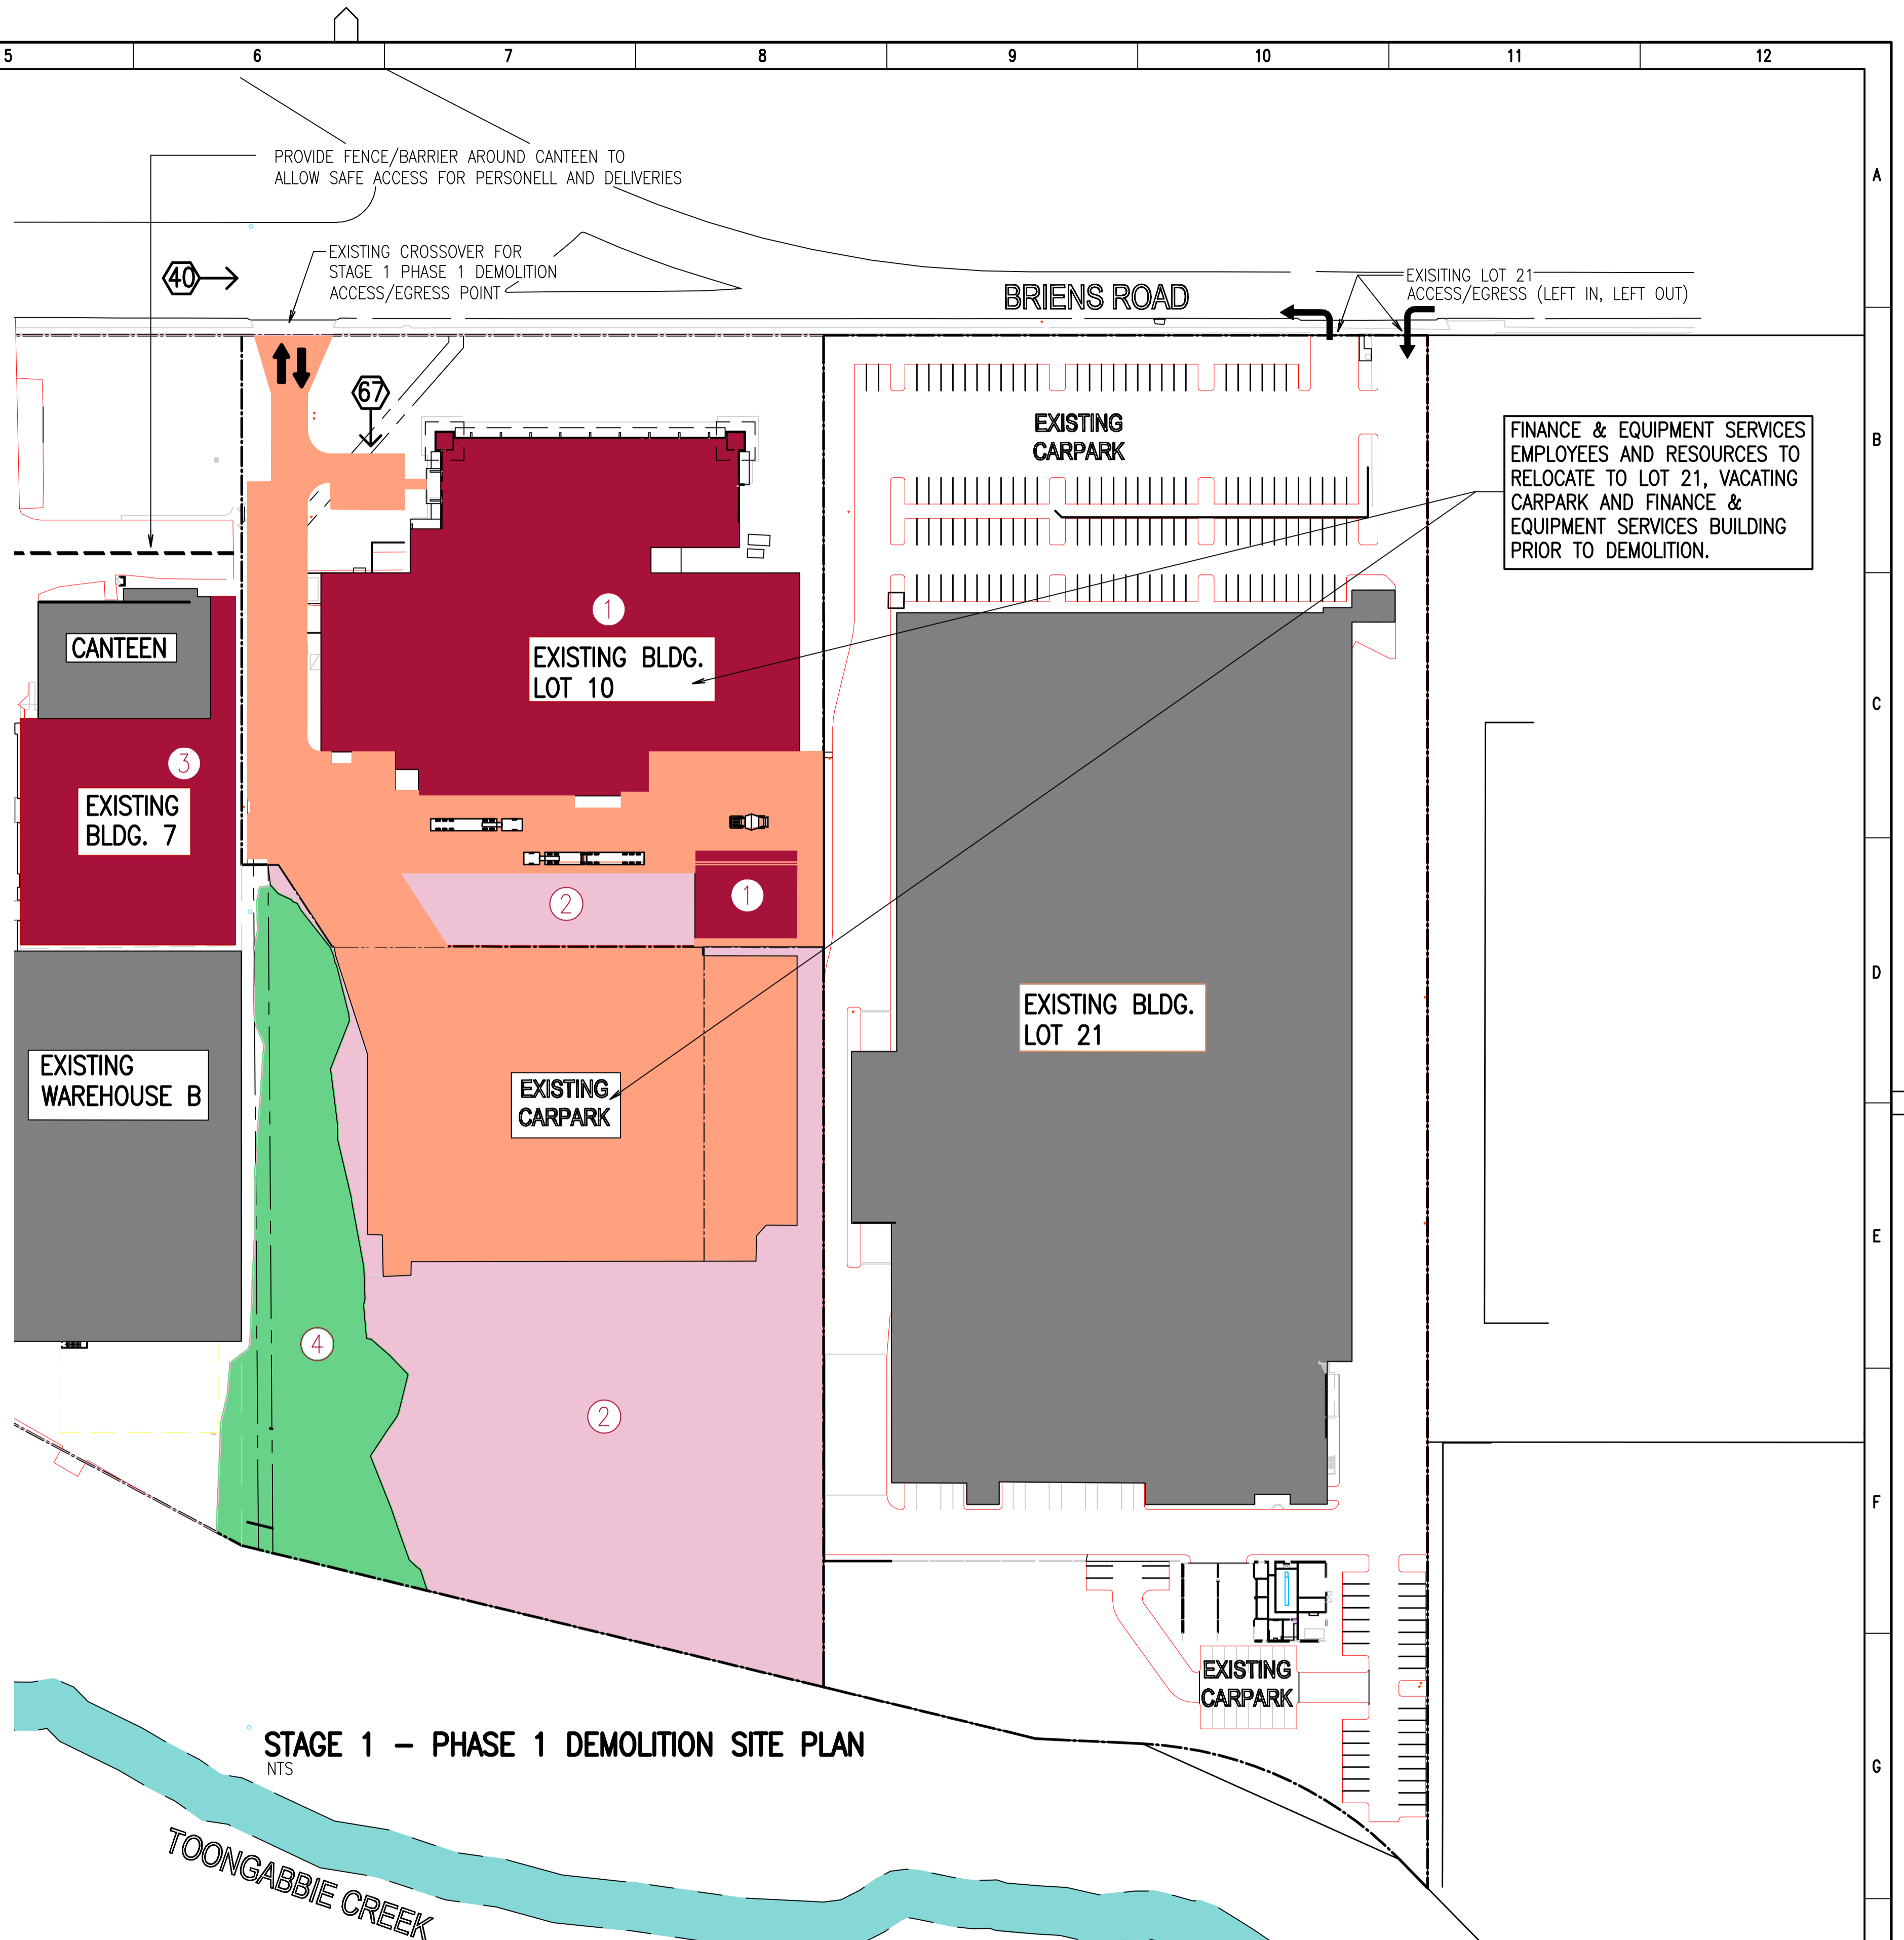 5 6 7 8 9 10 11 12
PROVIDE FENCE/BARRIER AROUND CANTEEN TO
ALLOW SAFE ACCESS FOR PERSONELL AND DELIVERIES
A
40
EXISTING CROSSOVER FOR
STAGE 1 PHASE 1 DEMOLITION
ACCESS/EGRESS POINT
BRIENS ROAD
EXISITING LOT 21
ACCESS/EGRESS (LEFT IN, LEFT OUT)
67
EXISTING
CARPARK
FINANCE & EQUIPMENT SERVICES
EMPLOYEES AND RESOURCES TO
RELOCATE TO LOT 21, VACATING
CARPARK AND FINANCE &
EQUIPMENT SERVICES BUILDING
PRIOR TO DEMOLITION.
B
1
CANTEEN
EXISTING BLDG.
LOT 10
C
3
EXISTING
BLDG. 7
2
1
D
EXISTING BLDG.
LOT 21
EXISTING
WAREHOUSE B
EXISTING
CARPARK
E
4
2
F
EXISTING
CARPARK
STAGE 1 – PHASE 1 DEMOLITION SITE PLAN
NTS
G
TOONGABBIE CREEK